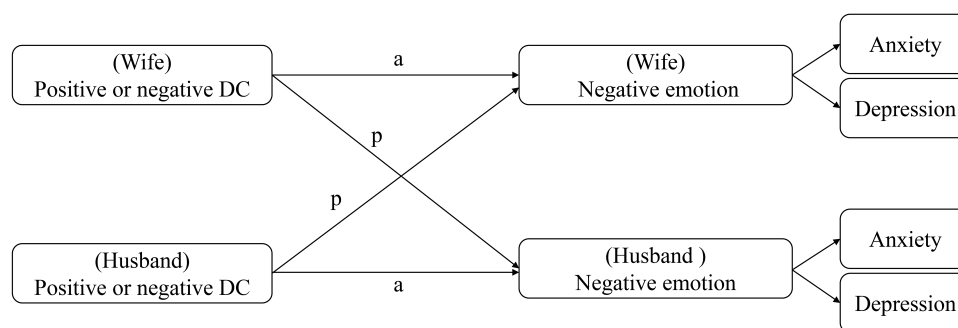 (Wife)
Positive or negative DC
a
(Wife)
Negative emotion
Anxiety
Depression
p
p
(Husband)
Positive or negative DC
a
(Husband )
Negative emotion
Anxiety
Depression